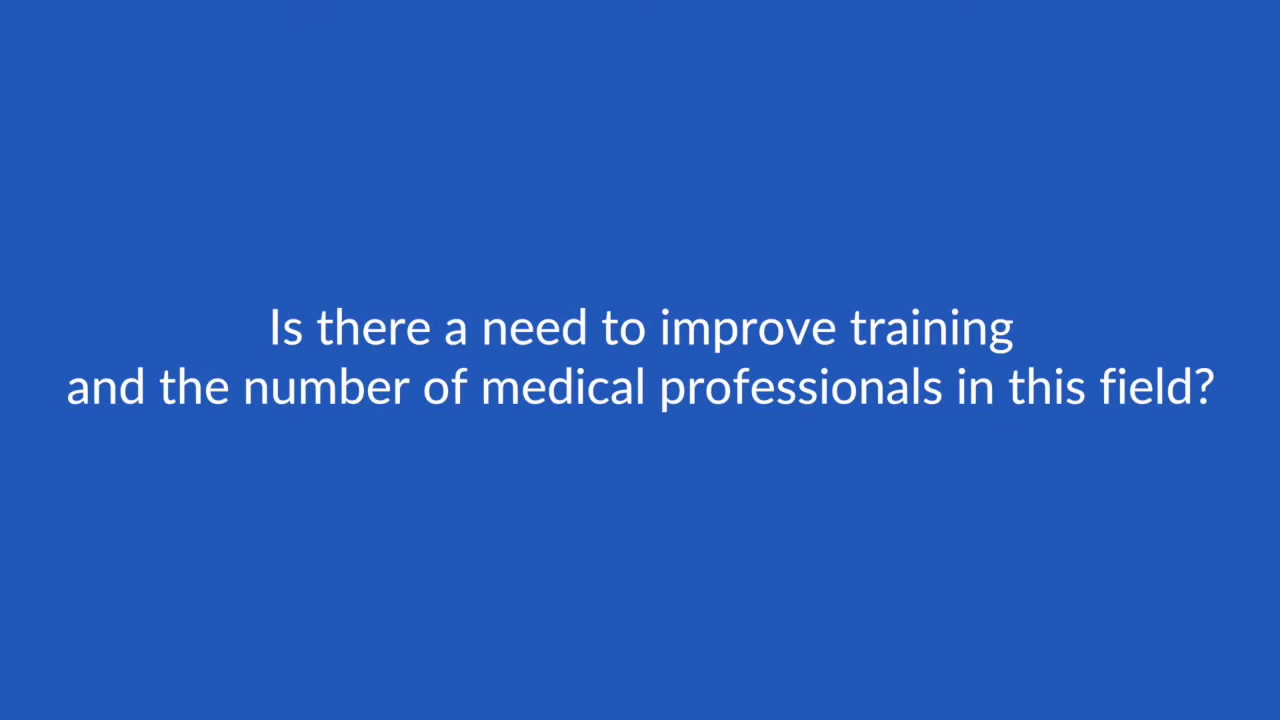 Is there a need to improve training
and the number of medical professionals in this field?